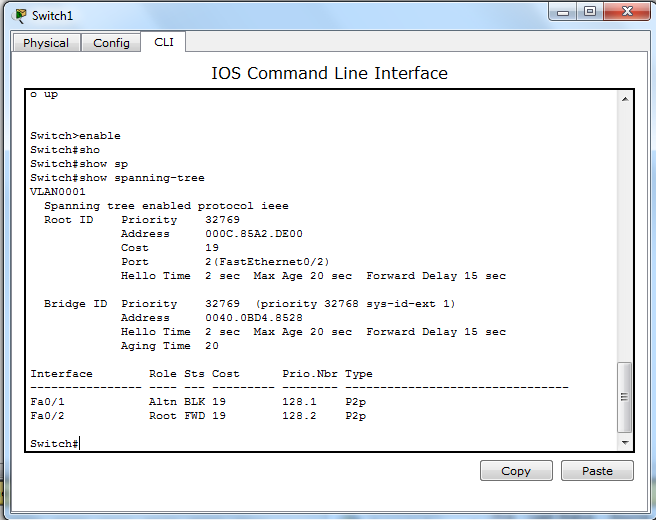 Switch1
Physical Config CLI
IOS Command Line Interface
o up
Switch>enable
Switch#sho
Switch#show sp
Switch#show spanning-tree
VLAN0001
  Spanning tree enabled protocol ieee
  Root ID    Priority    32769
             Address     000C.85A2.DE00
             Cost        19
             Port        2(FastEthernet0/2)
             Hello Time  2 sec  Max Age 20 sec  Forward Delay 15 sec
  Bridge ID  Priority    32769  (priority 32768 sys-id-ext 1)
             Address     0040.0BD4.8528
             Hello Time  2 sec  Max Age 20 sec  Forward Delay 15 sec
             Aging Time  20
Interface        Role Sts Cost      Prio.Nbr Type
---------------- ---- --- --------- -------- --------------------------------
Fa0/1            Altn BLK 19        128.1    P2p
Fa0/2            Root FWD 19        128.2    P2p
Switch#
Copy Paste